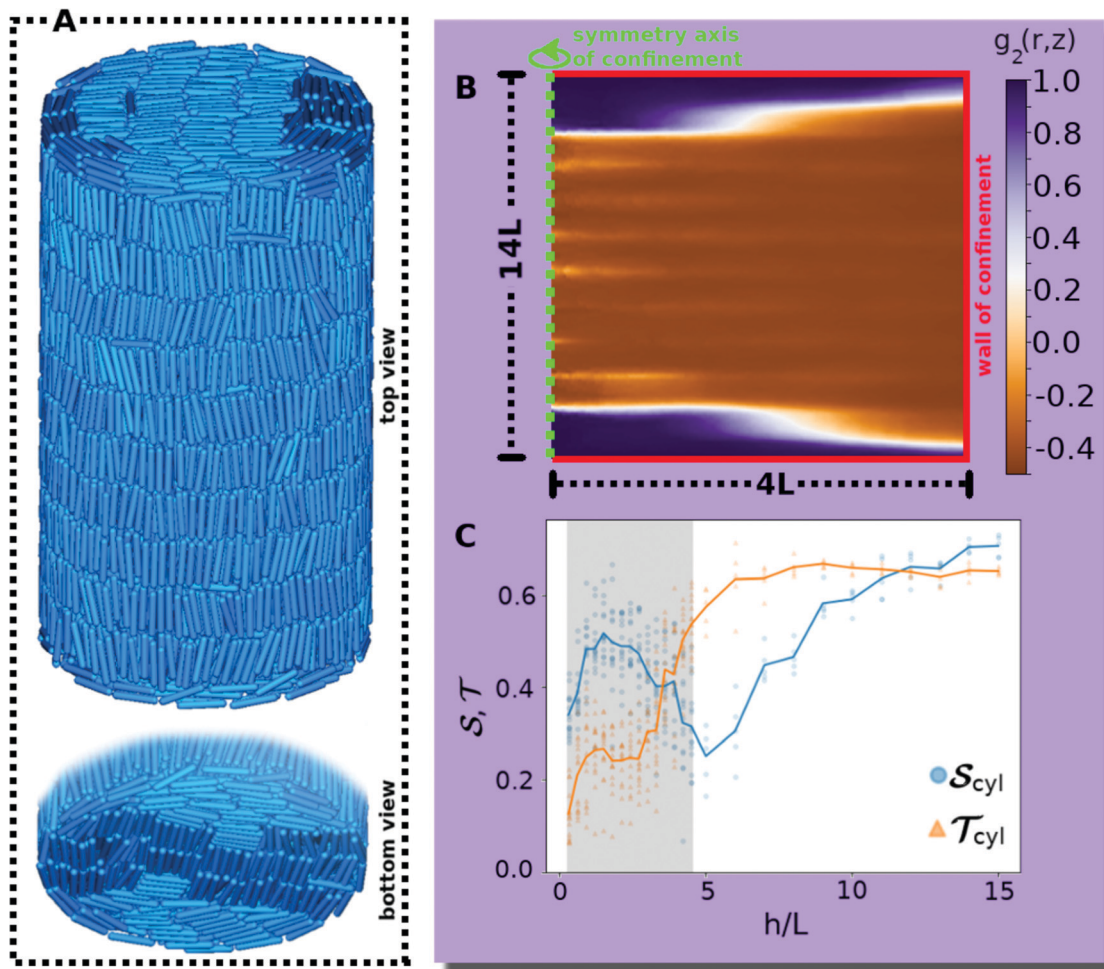 A
top view
bottom view
symmetry axis
of confinement
g₂(r,z)
B
14L
4L
wall of confinement
1.0
0.8
0.6
0.4
0.2
0.0
-0.2
-0.4
C
0.6
0.4
0.2
0.0
𝒮, 𝒯
𝒮cyl
𝒯cyl
0
5
10
15
h/L